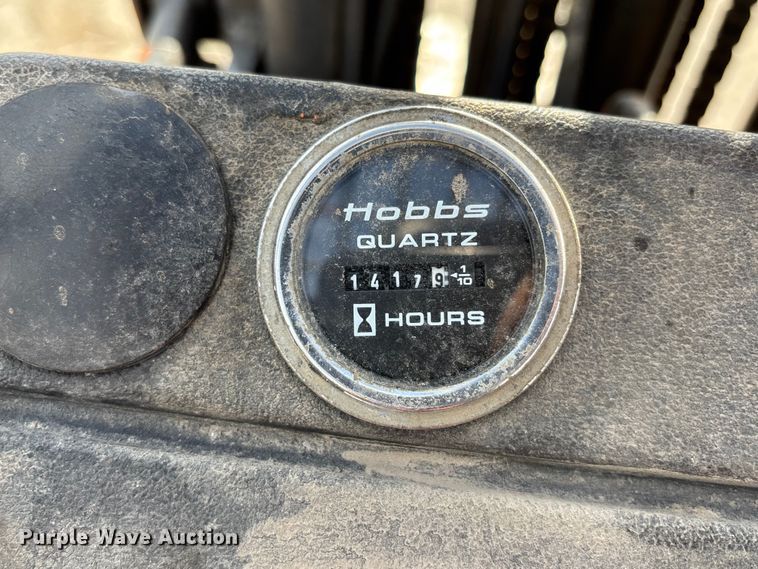 Hobbs
QUARTZ
1417 9 ◄1/10
HOURS
Purple Wave Auction